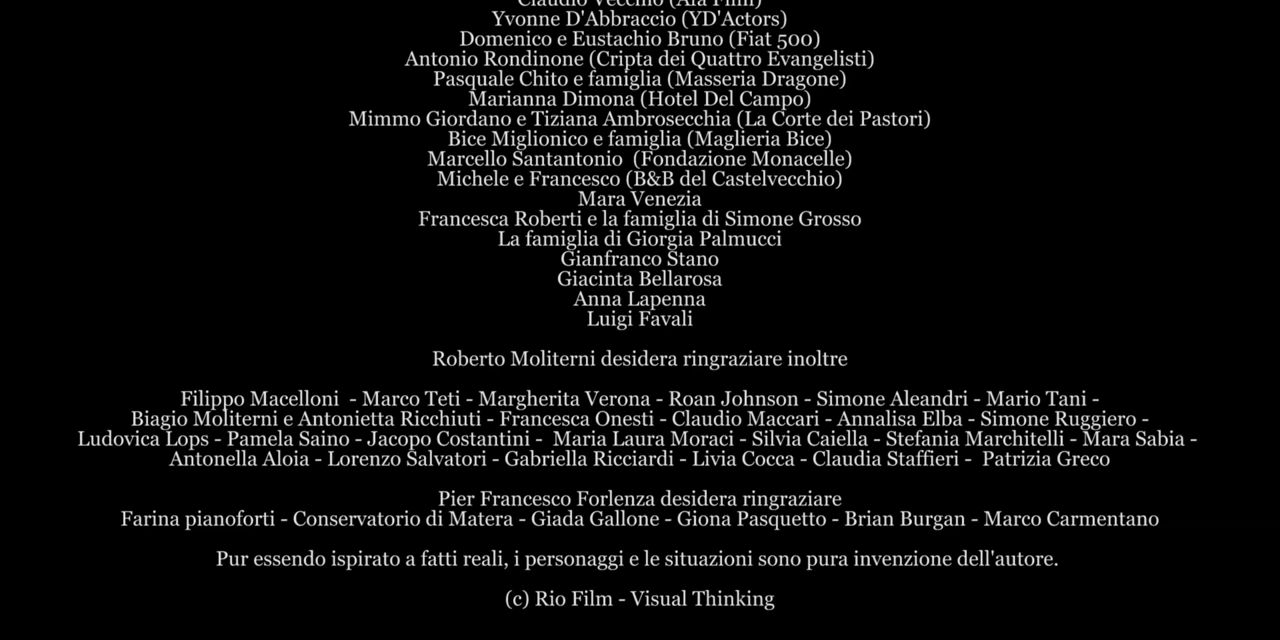 Claudio Vecchio (Ara Film)
Yvonne D'Abbraccio (YD'Actors)
Domenico e Eustachio Bruno (Fiat 500)
Antonio Rondinone (Cripta dei Quattro Evangelisti)
Pasquale Chito e famiglia (Masseria Dragone)
Marianna Dimona (Hotel Del Campo)
Mimmo Giordano e Tiziana Ambrosecchia (La Corte dei Pastori)
Bice Miglionico e famiglia (Maglieria Bice)
Marcello Santantonio  (Fondazione Monacelle)
Michele e Francesco (B&B del Castelvecchio)
Mara Venezia
Francesca Roberti e la famiglia di Simone Grosso
La famiglia di Giorgia Palmucci
Gianfranco Stano
Giacinta Bellarosa
Anna Lapenna
Luigi Favali
Roberto Moliterni desidera ringraziare inoltre
Filippo Macelloni  - Marco Teti - Margherita Verona - Roan Johnson - Simone Aleandri - Mario Tani -
Biagio Moliterni e Antonietta Ricchiuti - Francesca Onesti - Claudio Maccari - Annalisa Elba - Simone Ruggiero -
Ludovica Lops - Pamela Saino - Jacopo Costantini -  Maria Laura Moraci - Silvia Caiella - Stefania Marchitelli - Mara Sabia -
Antonella Aloia - Lorenzo Salvatori - Gabriella Ricciardi - Livia Cocca - Claudia Staffieri -  Patrizia Greco
Pier Francesco Forlenza desidera ringraziare
Farina pianoforti - Conservatorio di Matera - Giada Gallone - Giona Pasquetto - Brian Burgan - Marco Carmentano
Pur essendo ispirato a fatti reali, i personaggi e le situazioni sono pura invenzione dell'autore.
(c) Rio Film - Visual Thinking